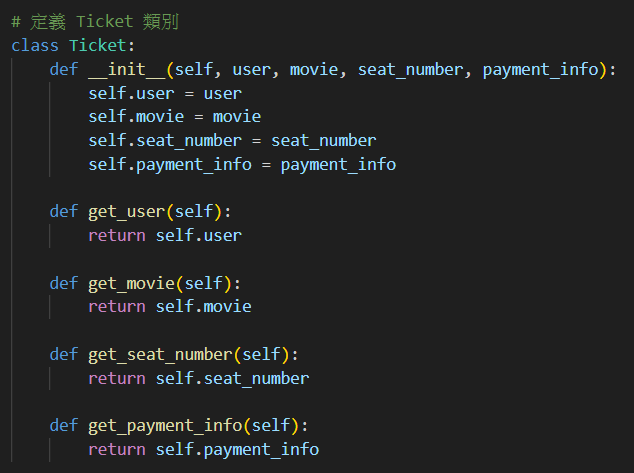 # 定義 Ticket 類別
class Ticket:
    def __init__(self, user, movie, seat_number, payment_info):
        self.user = user
        self.movie = movie
        self.seat_number = seat_number
        self.payment_info = payment_info
    def get_user(self):
        return self.user
    def get_movie(self):
        return self.movie
    def get_seat_number(self):
        return self.seat_number
    def get_payment_info(self):
        return self.payment_info